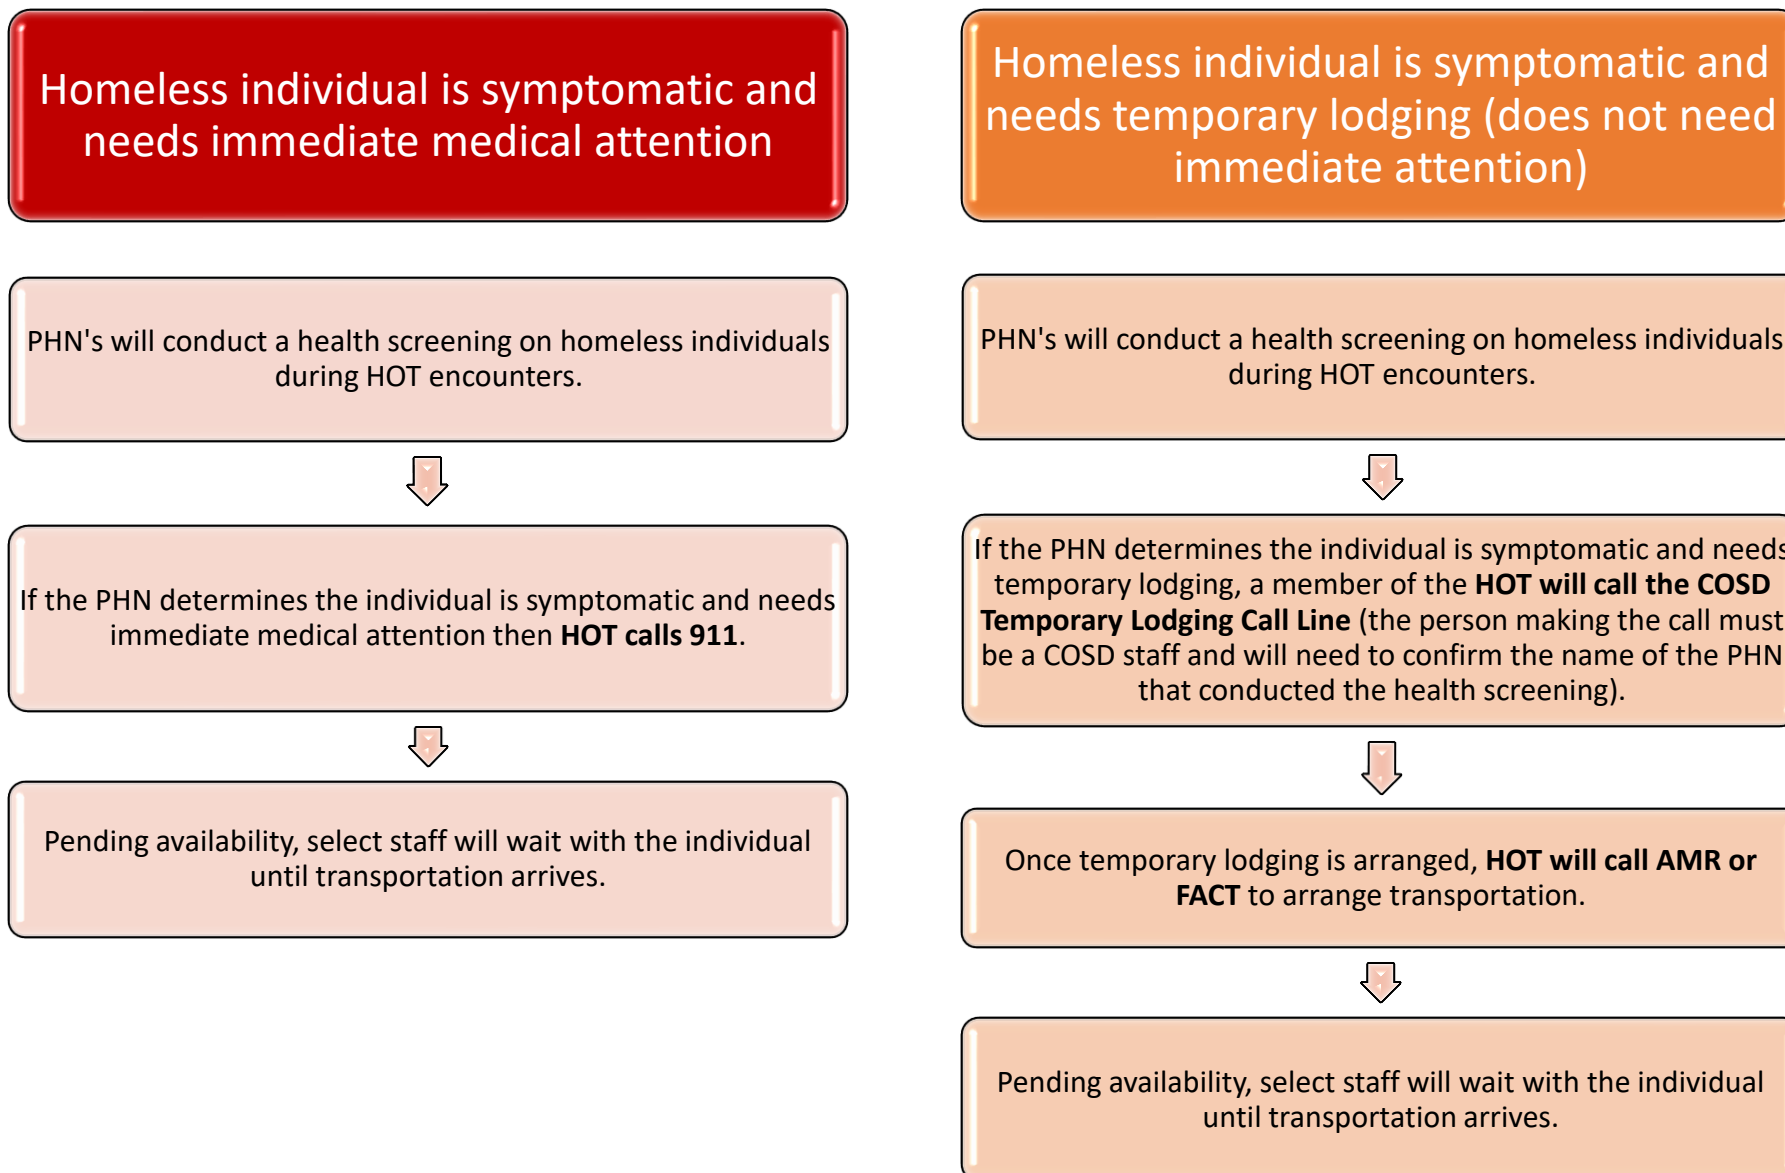 Homeless individual is symptomatic and
needs immediate medical attention
PHN's will conduct a health screening on homeless individuals
during HOT encounters.
If the PHN determines the individual is symptomatic and needs
immediate medical attention then HOT calls 911.
Pending availability, select staff will wait with the individual
until transportation arrives.
Homeless individual is symptomatic and
needs temporary lodging (does not need
immediate attention)
PHN's will conduct a health screening on homeless individuals
during HOT encounters.
If the PHN determines the individual is symptomatic and needs
temporary lodging, a member of the HOT will call the COSD
Temporary Lodging Call Line (the person making the call must
be a COSD staff and will need to confirm the name of the PHN
that conducted the health screening).
Once temporary lodging is arranged, HOT will call AMR or
FACT to arrange transportation.
Pending availability, select staff will wait with the individual
until transportation arrives.